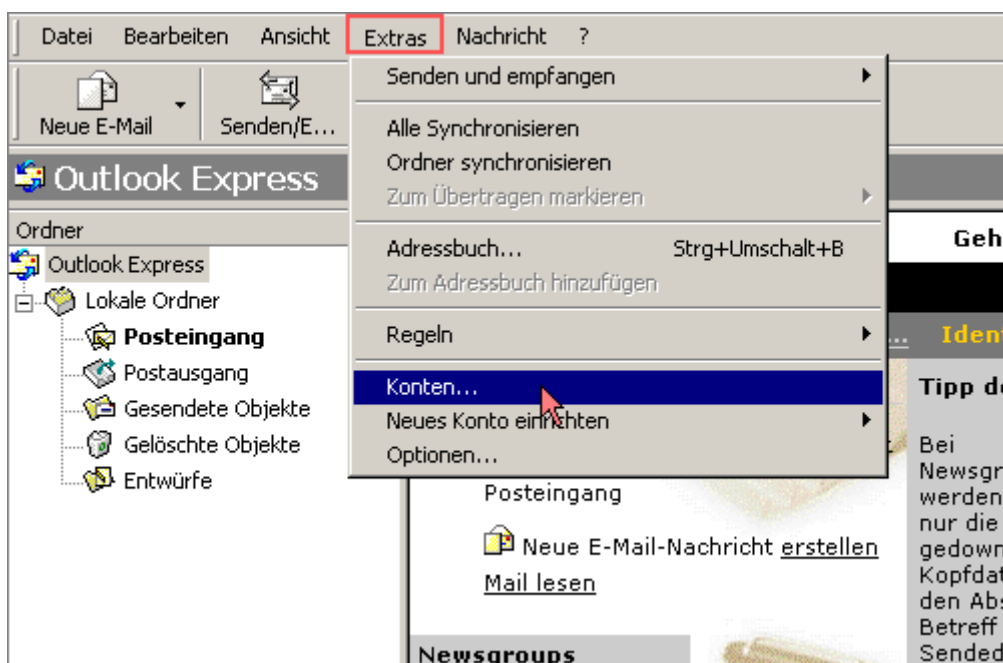 Datei Bearbeiten Ansicht Extras Nachricht ?
Neue E-Mail Senden/E...
Outlook Express
Ordner
Outlook Express
Lokale Ordner
Posteingang
Postausgang
Gesendete Objekte
Gelöschte Objekte
Entwürfe
Senden und empfangen
Alle Synchronisieren
Ordner synchronisieren
Zum Übertragen markieren
Adressbuch... Strg+Umschalt+B
Zum Adressbuch hinzufügen
Regeln
Konten...
Neues Konto einrichten
Optionen...
Posteingang
Neue E-Mail-Nachricht erstellen
Mail lesen
Newsgroups
Geh
... Iden
Tipp d
Bei
Newsgr
werden
nur die
gedown
Kopfdat
den Abs
Betreff
Sended